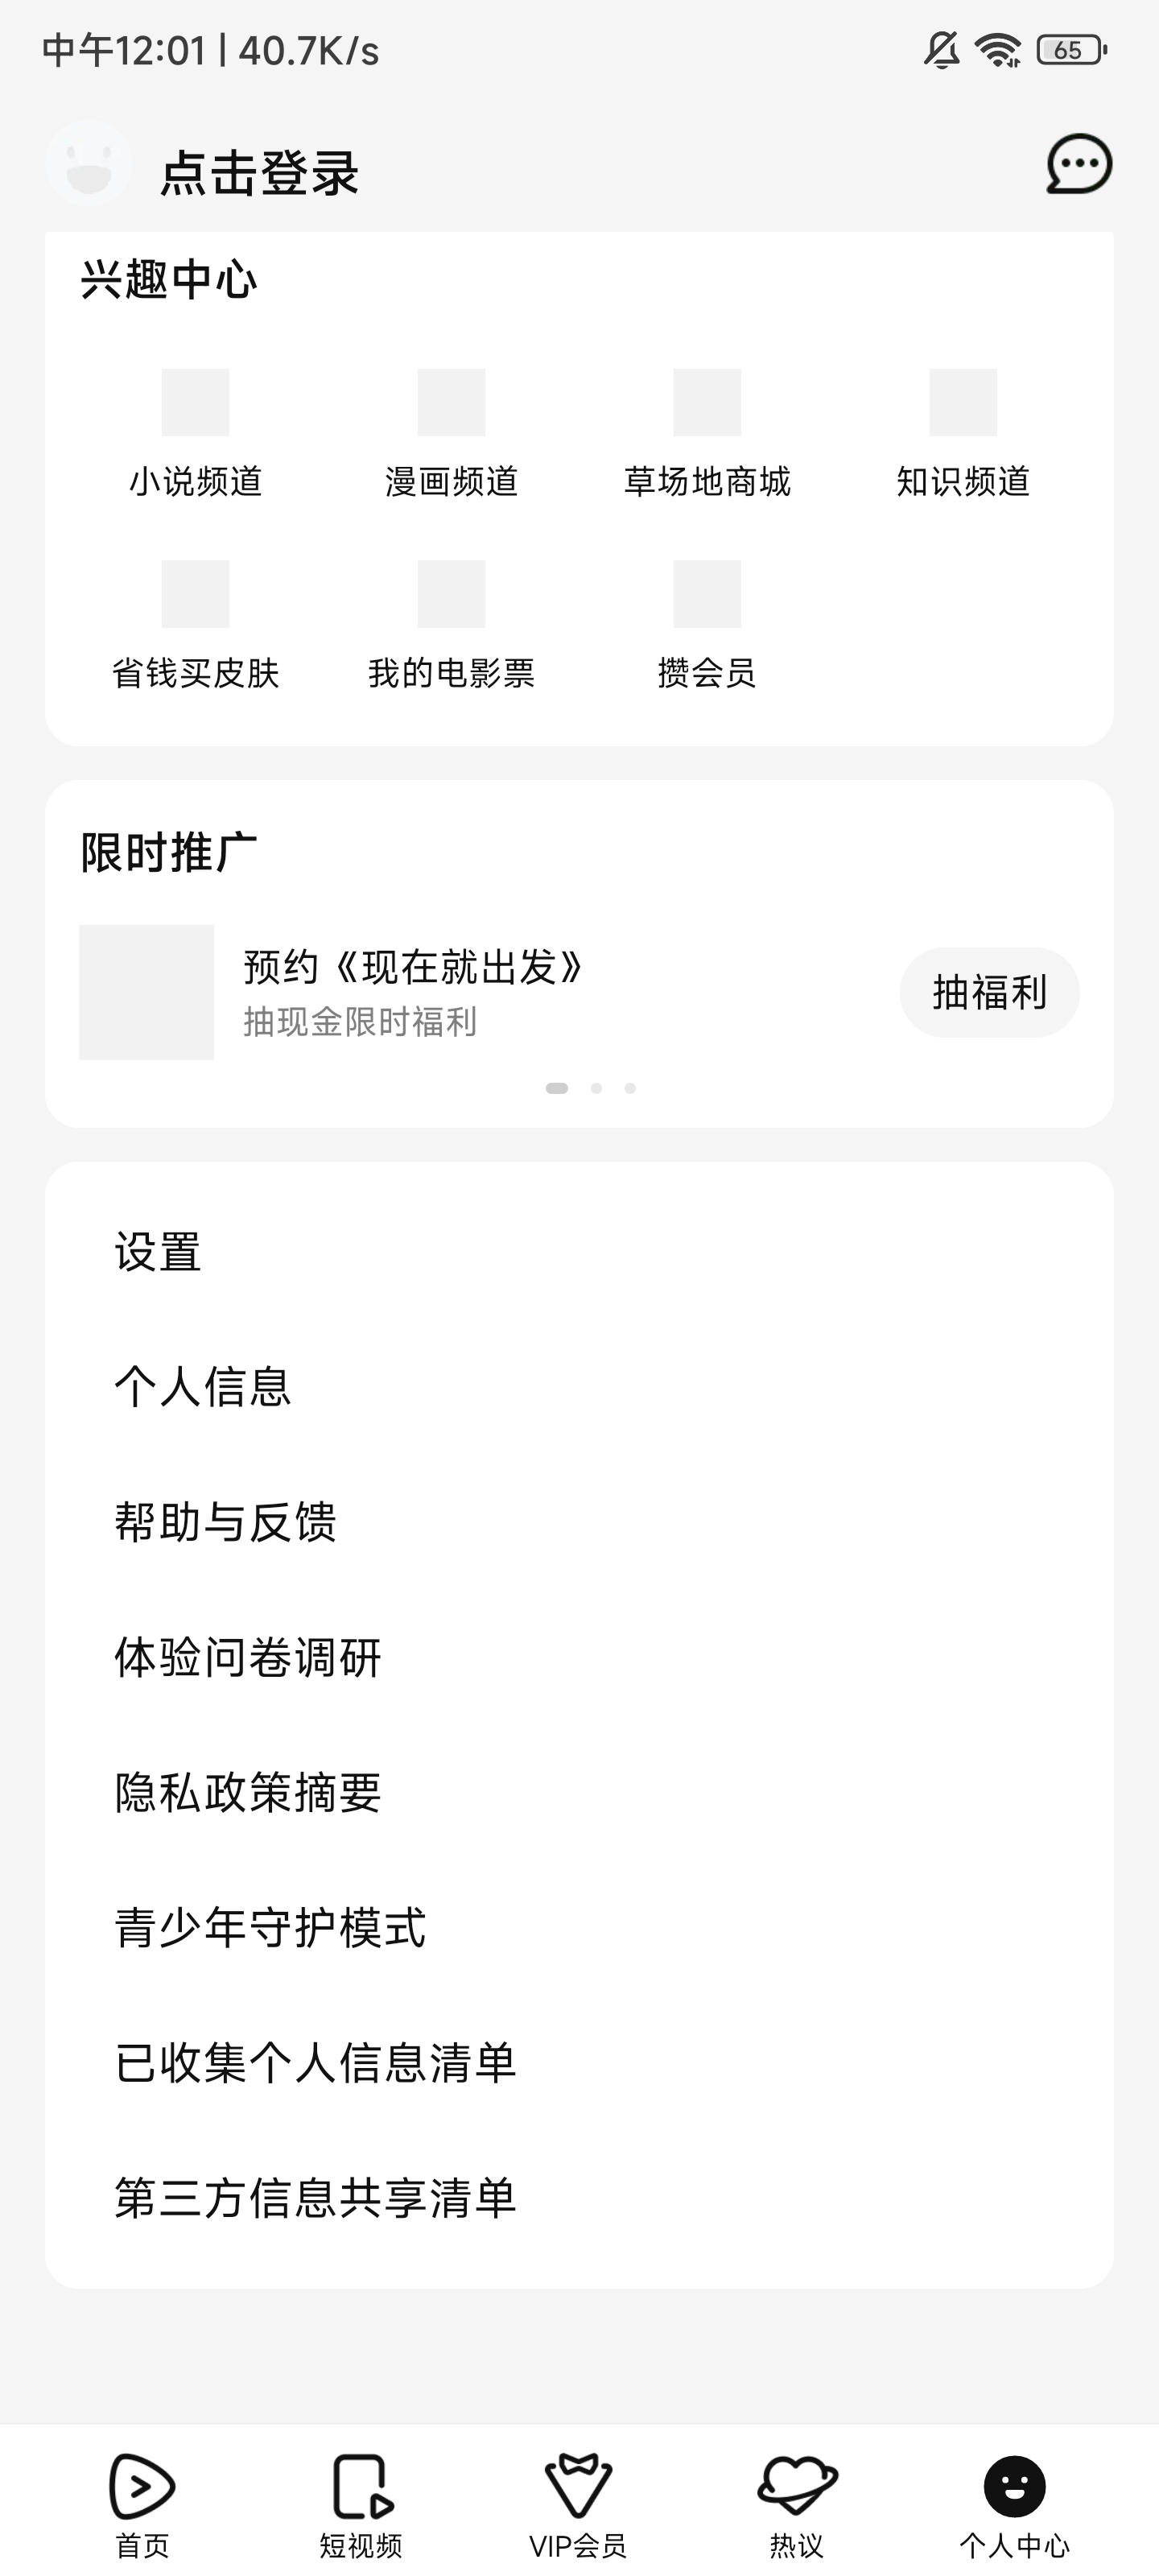 中午12:01 | 40.7K/s
65
点击登录
兴趣中心
小说频道 漫画频道 草场地商城 知识频道
省钱买皮肤 我的电影票 攒会员
限时推广
预约《现在就出发》
抽现金限时福利
抽福利
设置
个人信息
帮助与反馈
体验问卷调研
隐私政策摘要
青少年守护模式
已收集个人信息清单
第三方信息共享清单
首页 短视频 VIP会员 热议 个人中心